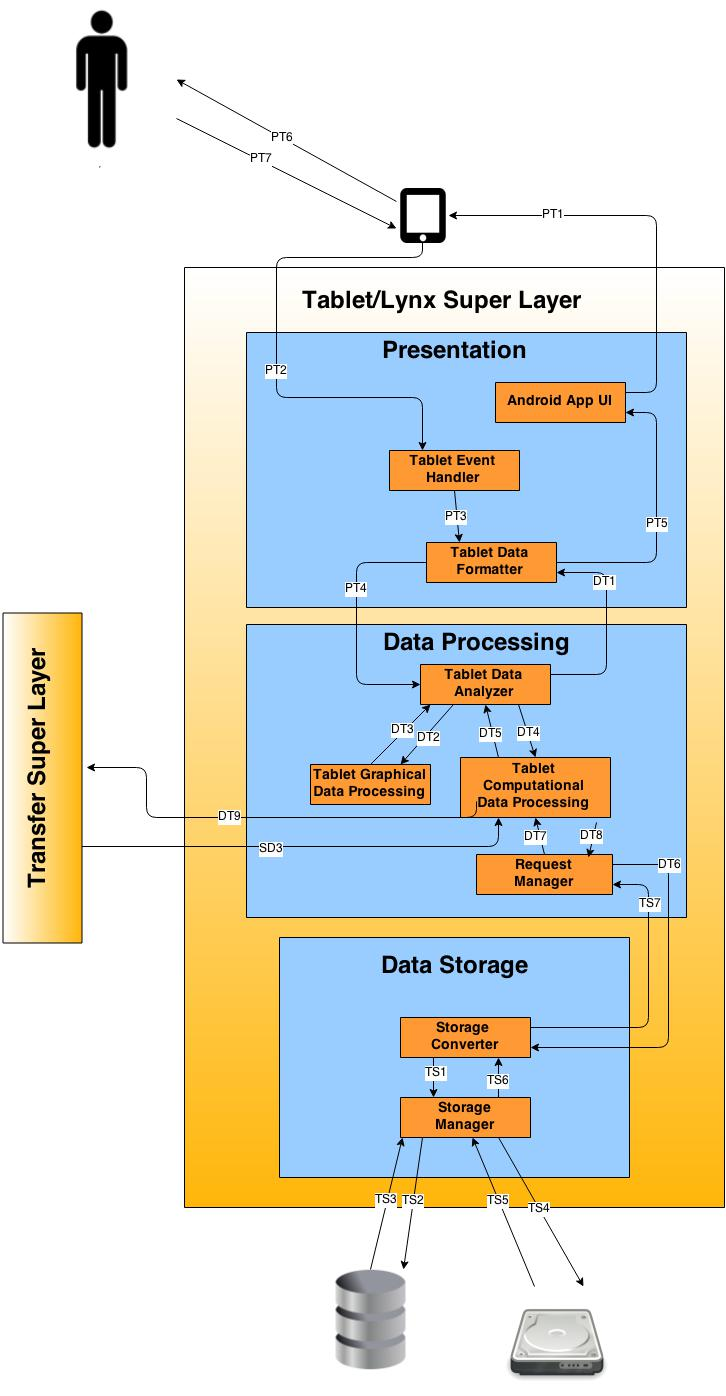 PT6
PT7
PT1
Tablet/Lynx Super Layer
Presentation
PT2
Android App UI
Tablet Event
Handler
PT3
PT5
Tablet Data
Formatter
PT4
DT1
Data Processing
Tablet Data
Analyzer
DT3
DT2
DT5
DT4
Tablet Graphical
Data Processing
Tablet
Computational
Data Processing
Transfer Super Layer
DT9
SD3
DT7
DT8
Request
Manager
DT6
TS7
Data Storage
Storage
Converter
TS1
TS6
Storage
Manager
TS3
TS2
TS5
TS4